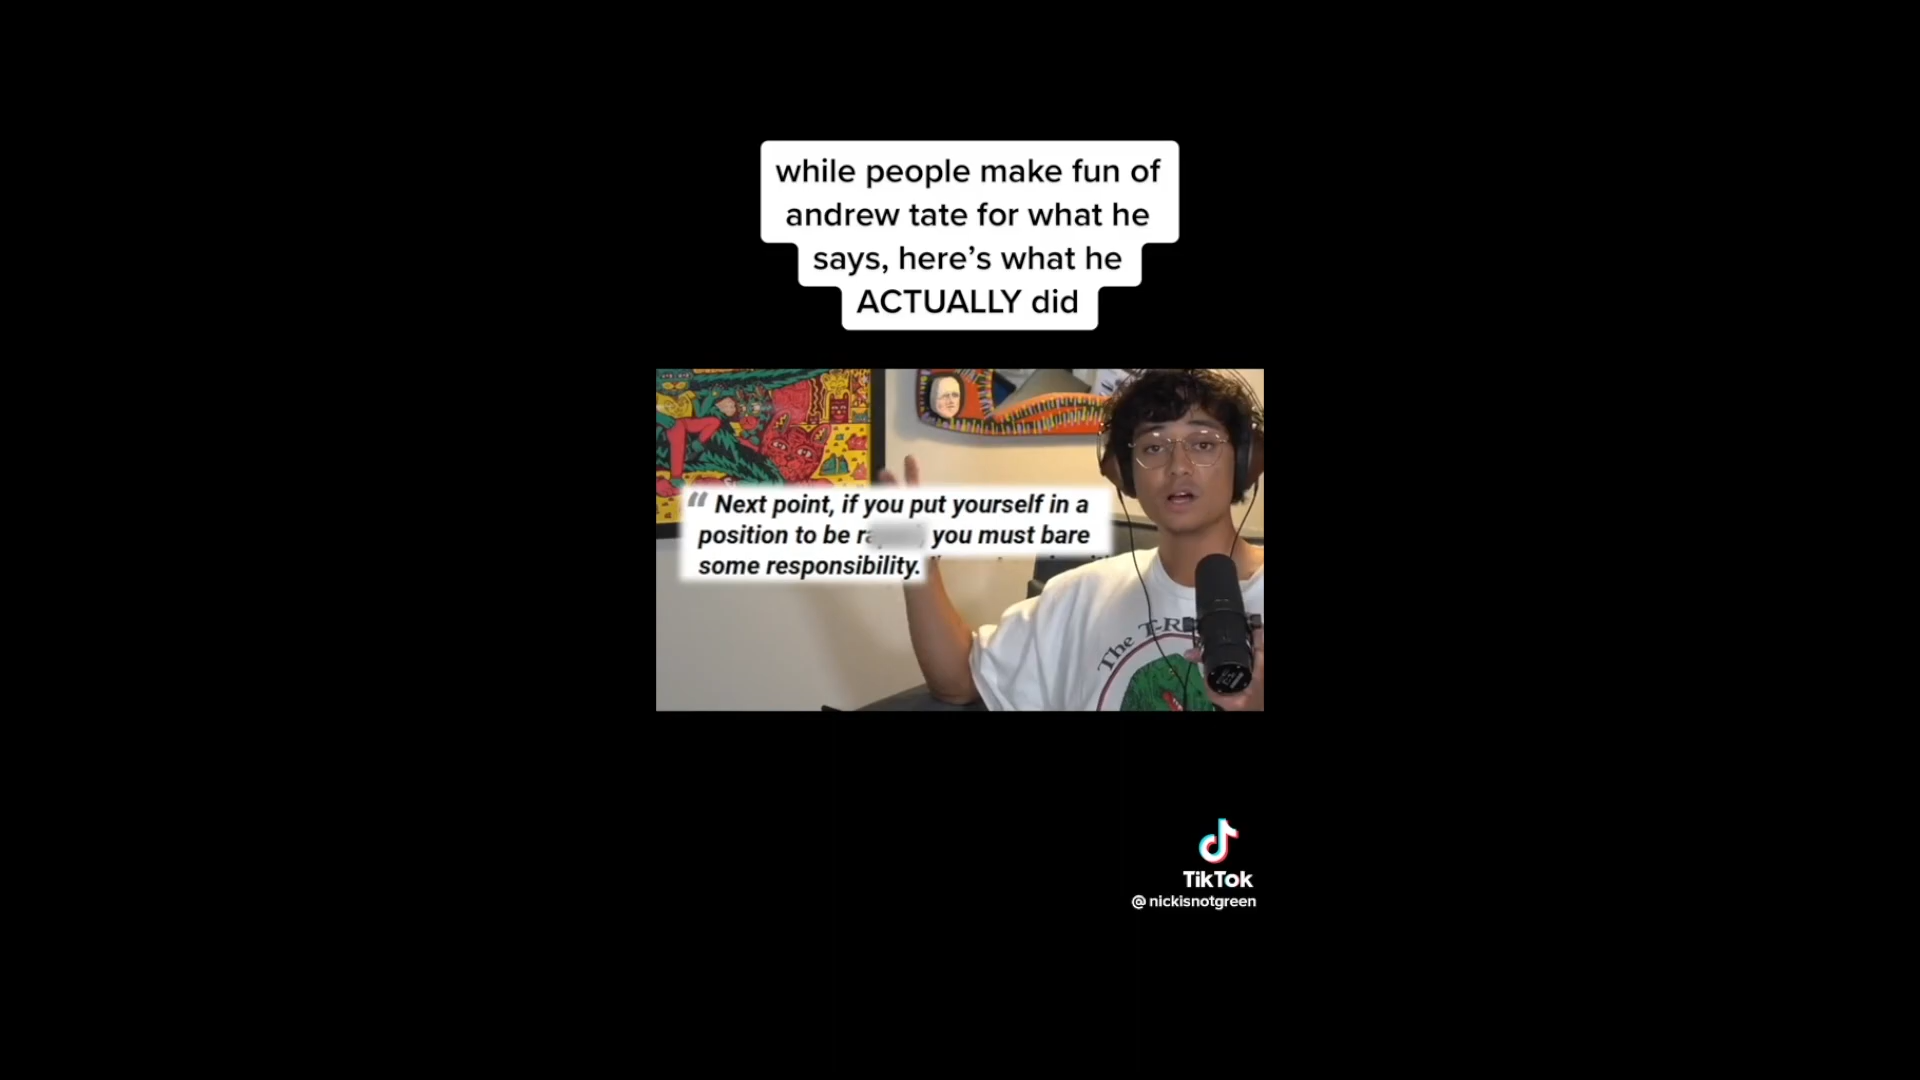 while people make fun of
andrew tate for what he
says, here's what he
ACTUALLY did
“ Next point, if you put yourself in a
position to be you must bare
some responsibility.
The T-R
TikTok
@nickisnotgreen